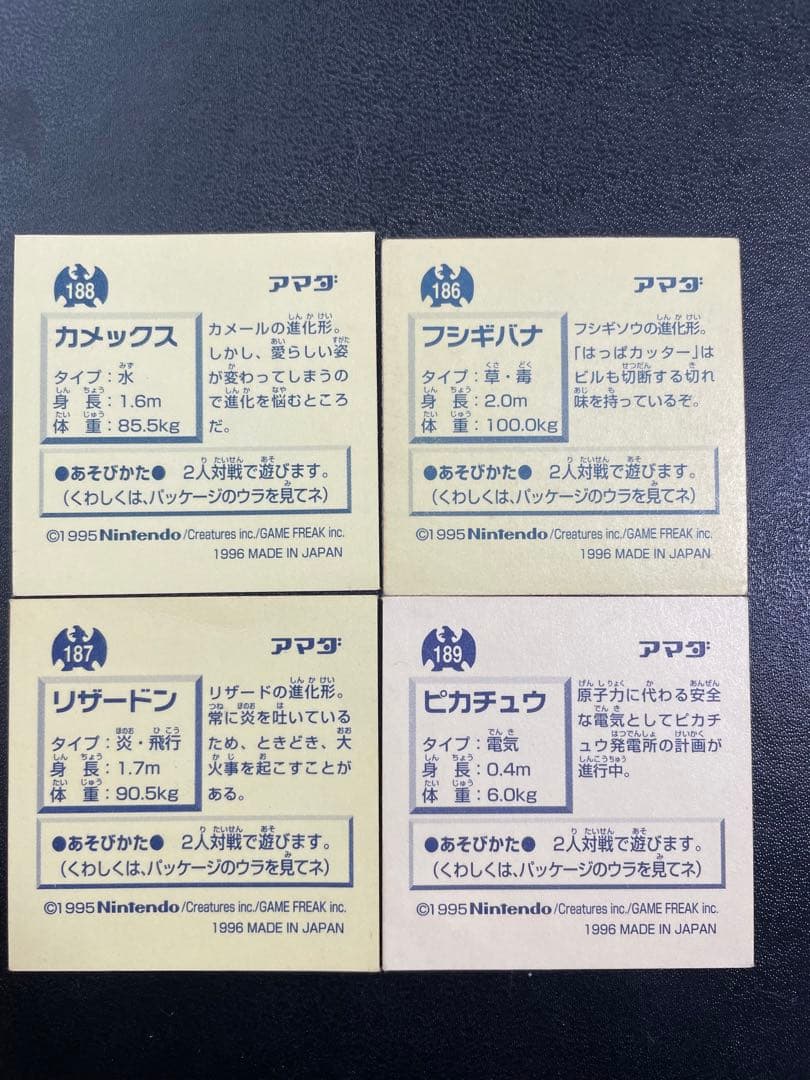 188
アマダ
カメックス
タイプ：水
身長：1.6m
体重：85.5kg
カメールの進化形。
しかし、愛らしい姿
が変わってしまうの
で進化を悩むところ
だ。
●あそびかた● 2人対戦で遊びます。
（くわしくは、パッケージのウラを見てネ）
©1995 Nintendo/Creatures inc./GAME FREAK inc.
1996 MADE IN JAPAN
186
アマダ
フシギバナ
タイプ：草・毒
身長：2.0m
体重：100.0kg
フシギソウの進化形。
「はっぱカッター」は
ビルも切断する切れ
味を持っているぞ。
●あそびかた● 2人対戦で遊びます。
（くわしくは、パッケージのウラを見てネ）
©1995 Nintendo/Creatures inc./GAME FREAK inc.
1996 MADE IN JAPAN
187
アマダ
リザードン
タイプ：炎・飛行
身長：1.7m
体重：90.5kg
リザードの進化形。
常に炎を吐いている
ため、ときどき、大
火事を起こすことが
ある。
●あそびかた● 2人対戦で遊びます。
（くわしくは、パッケージのウラを見てネ）
©1995 Nintendo/Creatures inc./GAME FREAK inc.
1996 MADE IN JAPAN
189
アマダ
ピカチュウ
タイプ：電気
身長：0.4m
体重：6.0kg
原子力に代わる安全
な電気としてピカチ
ュウ発電所の計画が
進行中。
●あそびかた● 2人対戦で遊びます。
（くわしくは、パッケージのウラを見てネ）
©1995 Nintendo/Creatures inc./GAME FREAK inc.
1996 MADE IN JAPAN